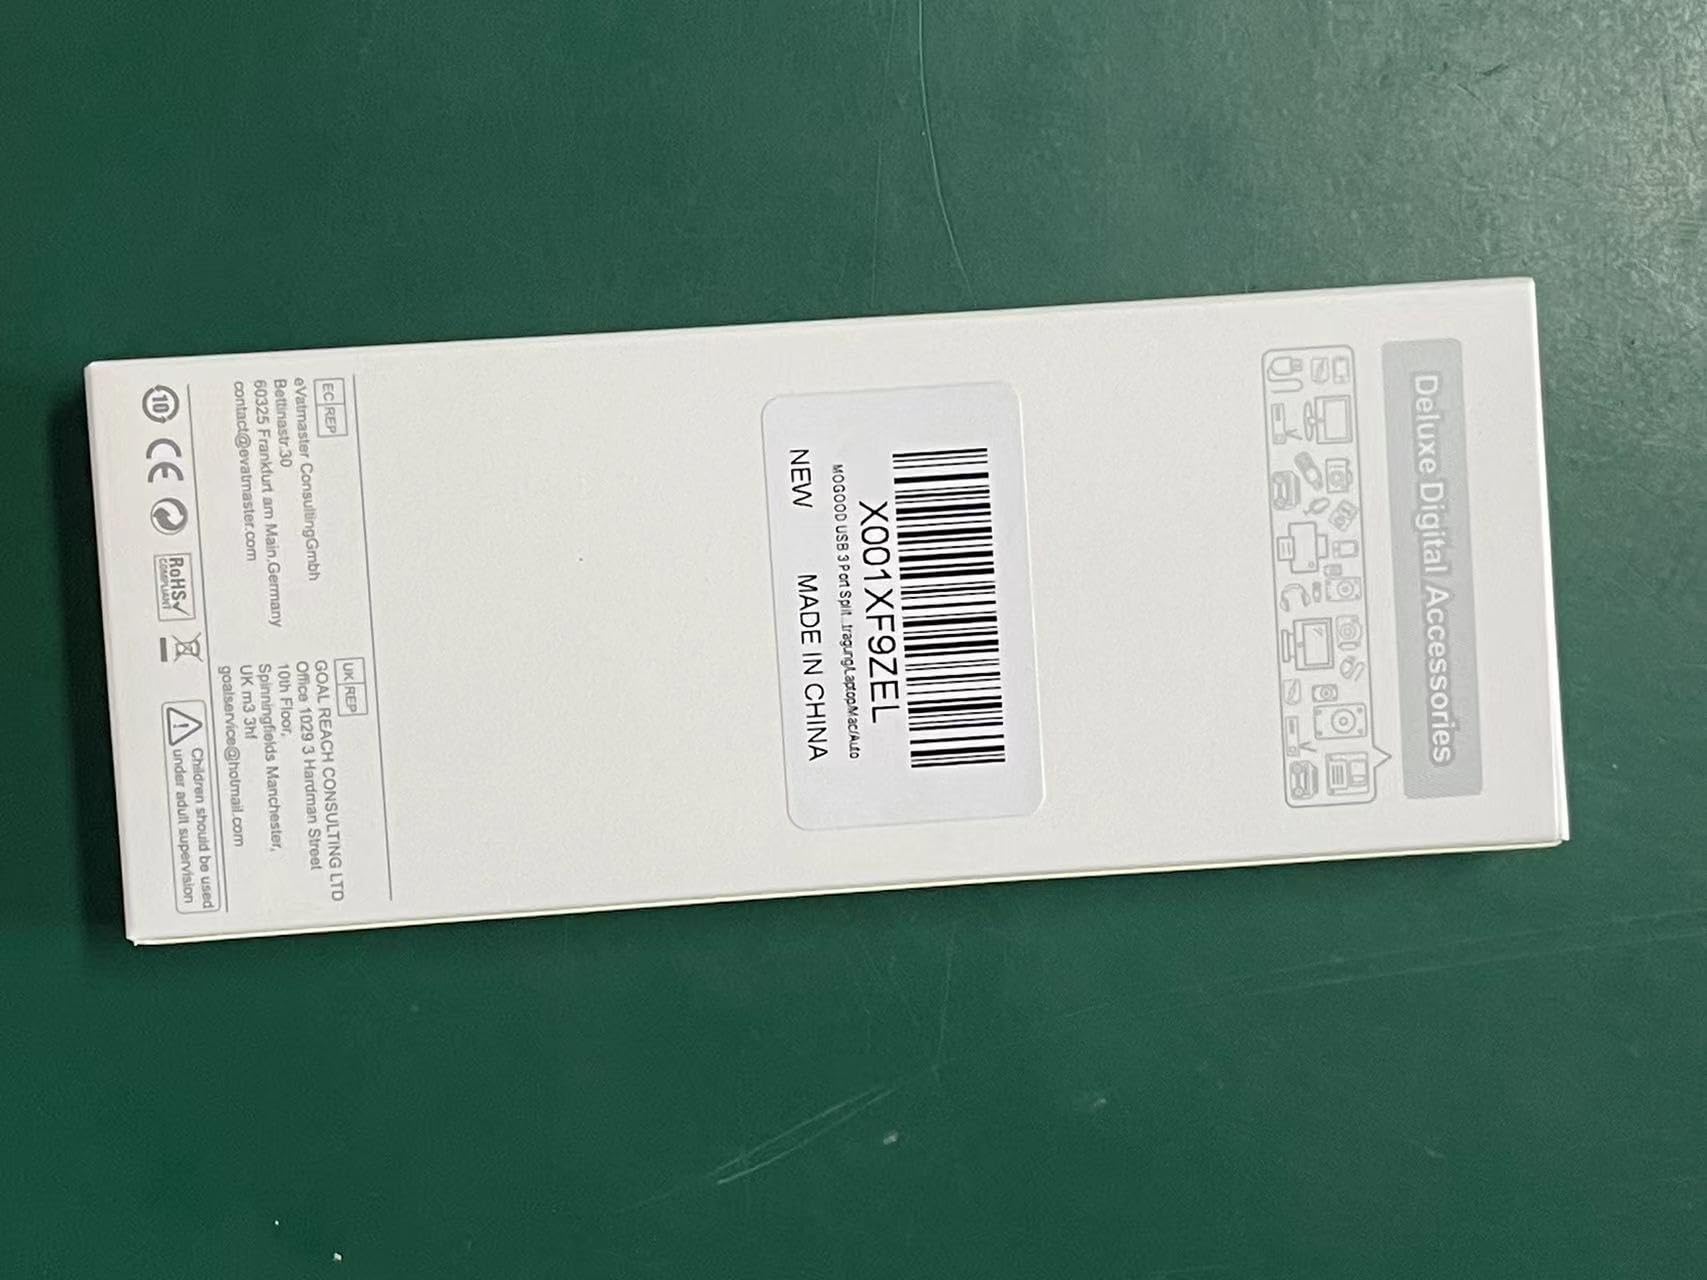 Deluxe Digital Accessories
X001XF9ZEL
MOGOOD USB 3 Port Split...tragung/Laptop/Mac/Auto
NEW MADE IN CHINA
EC REP
eVatmaster ConsultingGmbh
Bettinastr.30
60325 Frankfurt am Main,Germany
contact@evatmaster.com
UK REP
GOAL REACH CONSULTING LTD
Office 1029 3 Hardman Street
10th Floor,
Spinningfields Manchester,
UK m3 3hf
goalservice@hotmail.com
10 CE
RoHS
COMPLIANT
Children should be used
under adult supervision